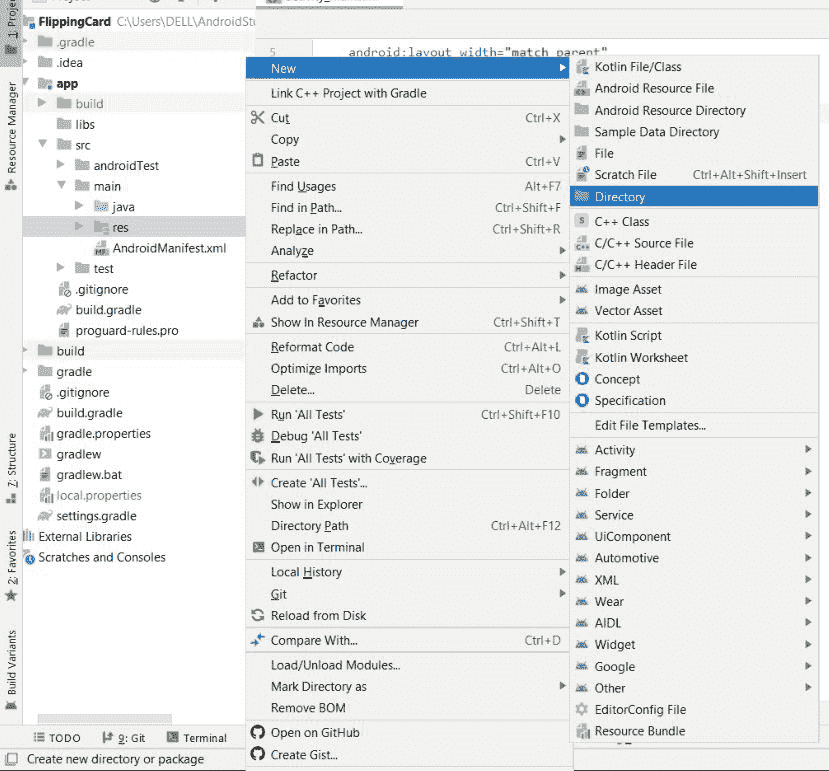 1: Project
Resource Manager
Z: Structure
2: Favorites
Build Variants
FlippingCard C:\Users\DELL\AndroidStu
.gradle
.idea
app
build
libs
src
androidTest
main
java
res
AndroidManifest.xml
test
.gitignore
build.gradle
proguard-rules.pro
build
gradle
.gitignore
build.gradle
gradle.properties
gradlew
gradlew.bat
local.properties
settings.gradle
External Libraries
Scratches and Consoles
5 android:layout_width="match_parent"
New
Link C++ Project with Gradle
Cut Ctrl+X
Copy
Paste Ctrl+V
Find Usages Alt+F7
Find in Path... Ctrl+Shift+F
Replace in Path... Ctrl+Shift+R
Analyze
Refactor
Add to Favorites
Show In Resource Manager Ctrl+Shift+T
Reformat Code Ctrl+Alt+L
Optimize Imports Ctrl+Alt+O
Delete... Delete
Run 'All Tests' Ctrl+Shift+F10
Debug 'All Tests'
Run 'All Tests' with Coverage
Create 'All Tests'...
Show in Explorer
Directory Path Ctrl+Alt+F12
Open in Terminal
Local History
Git
Reload from Disk
Compare With... Ctrl+D
Load/Unload Modules...
Mark Directory as
Remove BOM
Open on GitHub
Create Gist...
Kotlin File/Class
Android Resource File
Android Resource Directory
Sample Data Directory
File
Scratch File Ctrl+Alt+Shift+Insert
Directory
C++ Class
C/C++ Source File
C/C++ Header File
Image Asset
Vector Asset
Kotlin Script
Kotlin Worksheet
Concept
Specification
Edit File Templates...
Activity
Fragment
Folder
Service
UiComponent
Automotive
XML
Wear
AIDL
Widget
Google
Other
EditorConfig File
Resource Bundle
TODO 9: Git Terminal
Create new directory or package